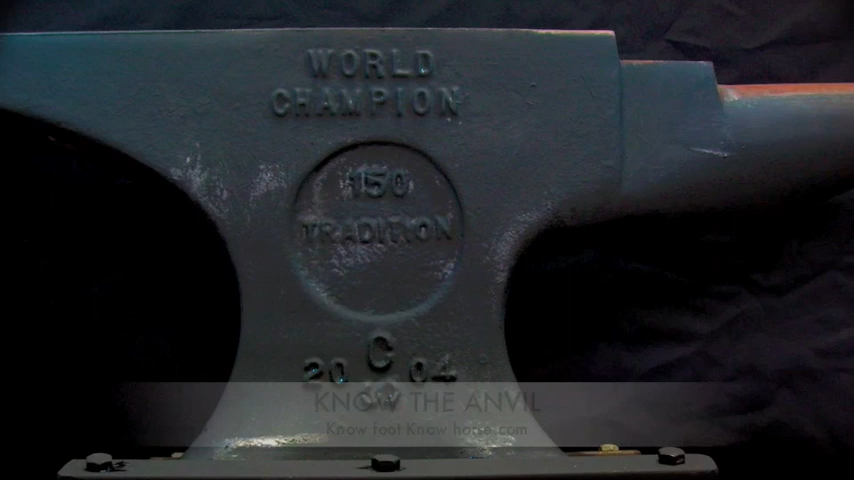 WORLD
CHAMPION
150
TRADITION
C
20 04
KNOW THE ANVIL
Know foot Know horse.com